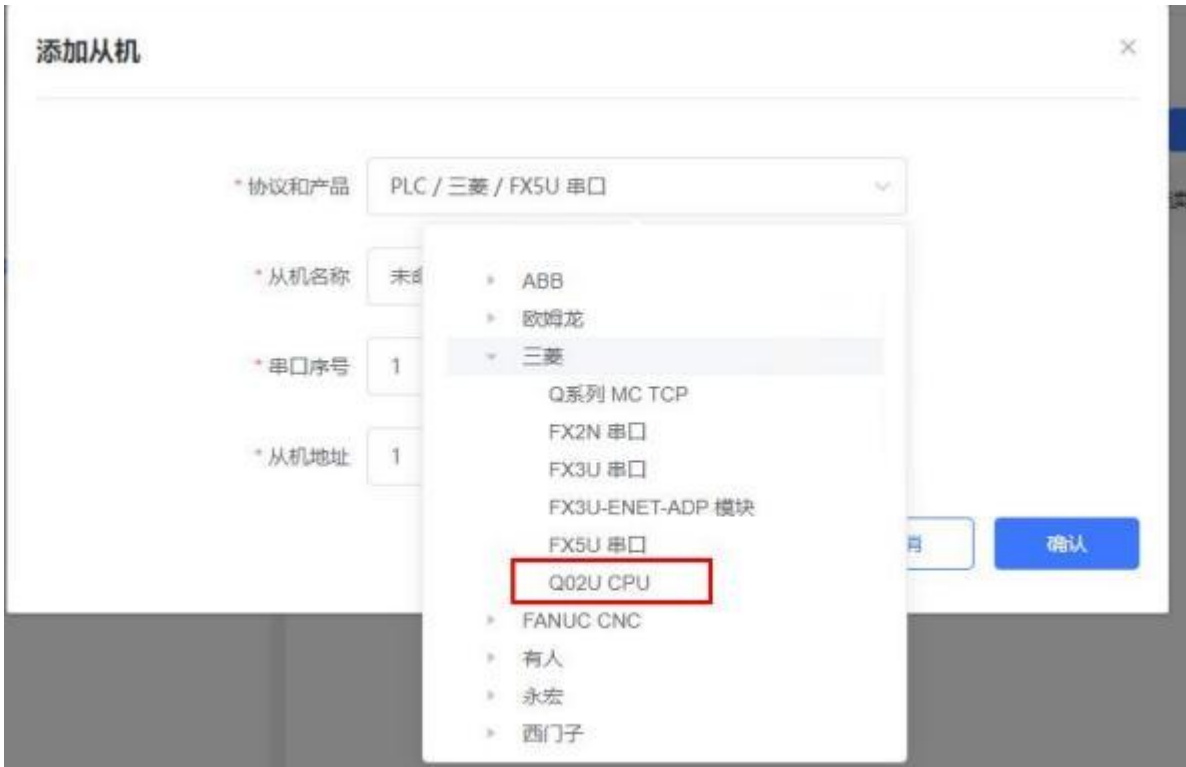 添加从机
* 协议和产品 PLC / 三菱 / FX5U 串口
* 从机名称
ABB
欧姆龙
* 串口序号 1
三菱
Q系列 MC TCP
FX2N 串口
* 从机地址 1
FX3U 串口
FX3U-ENET-ADP 模块
FX5U 串口
确认
Q02U CPU
FANUC CNC
有人
永宏
西门子